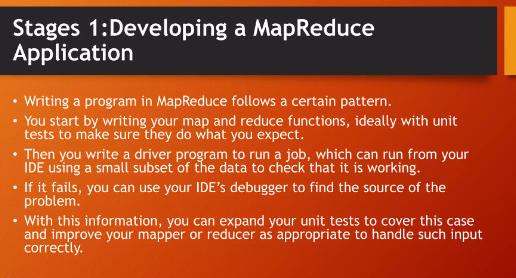 Stages 1:Developing a MapReduce
Application
• Writing a program in MapReduce follows a certain pattern.
• You start by writing your map and reduce functions, ideally with unit
tests to make sure they do what you expect.
• Then you write a driver program to run a job, which can run from your
IDE using a small subset of the data to check that it is working.
• If it fails, you can use your IDE’s debugger to find the source of the
problem.
• With this information, you can expand your unit tests to cover this case
and improve your mapper or reducer as appropriate to handle such input
correctly.